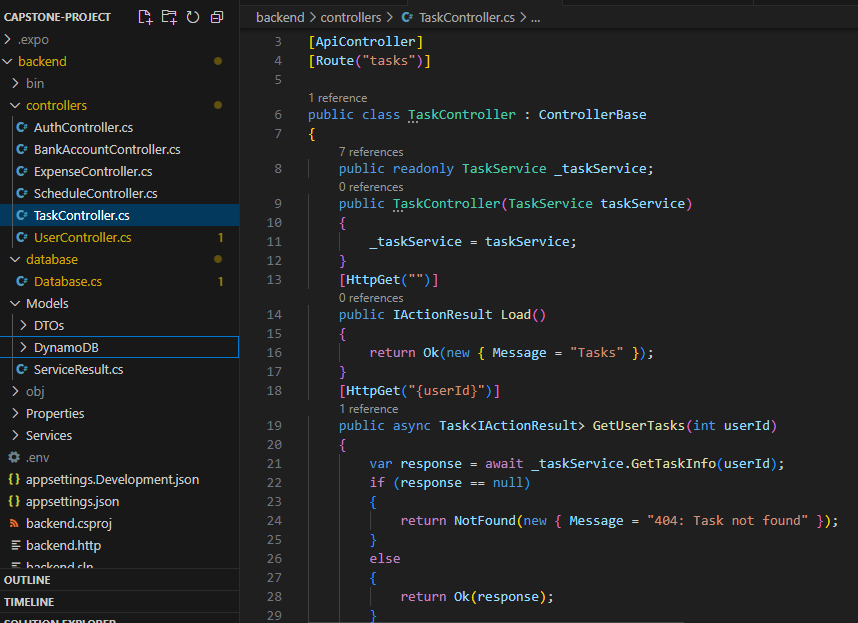 CAPSTONE-PROJECT
.expo
backend
bin
controllers
AuthController.cs
BankAccountController.cs
ExpenseController.cs
ScheduleController.cs
TaskController.cs
UserController.cs 1
database
Database.cs 1
Models
DTOs
DynamoDB
ServiceResult.cs
obj
Properties
Services
.env
{} appsettings.Development.json
{} appsettings.json
backend.csproj
backend.http
backend.sln
OUTLINE
TIMELINE
SOLUTION EXPLORER
backend > controllers > TaskController.cs > ...
3 [ApiController]
4 [Route("tasks")]
5
1 reference
6 public class TaskController : ControllerBase
7 {
7 references
8 public readonly TaskService _taskService;
0 references
9 public TaskController(TaskService taskService)
10 {
11 _taskService = taskService;
12 }
13 [HttpGet("")]
0 references
14 public IActionResult Load()
15 {
16 return Ok(new { Message = "Tasks" });
17 }
18 [HttpGet("{userId}")]
1 reference
19 public async Task<IActionResult> GetUserTasks(int userId)
20 {
21 var response = await _taskService.GetTaskInfo(userId);
22 if (response == null)
23 {
24 return NotFound(new { Message = "404: Task not found" });
25 }
26 else
27 {
28 return Ok(response);
29 }